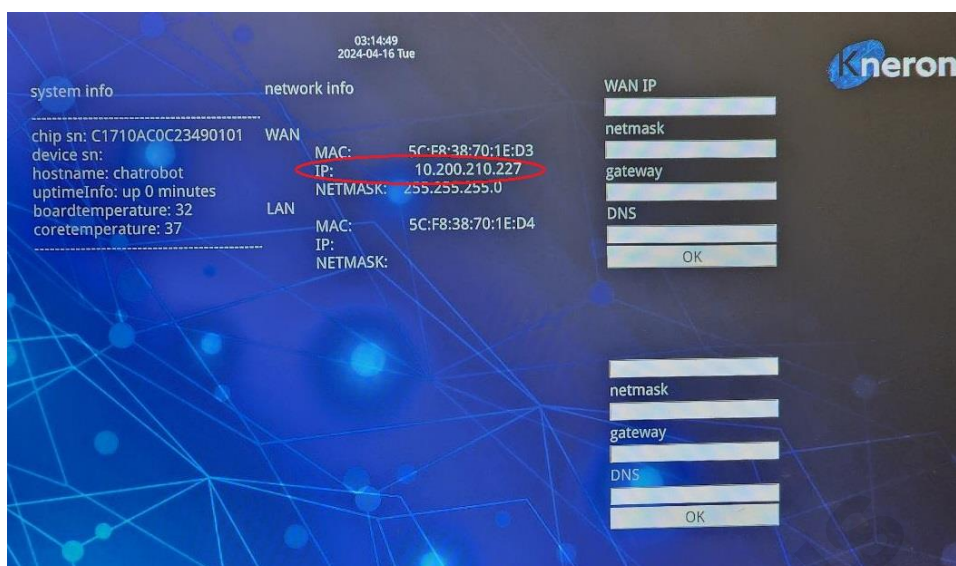 03:14:49
2024-04-16 Tue
Kneron
system info
-----------------------------------------
chip sn: C1710AC0C23490101
device sn:
hostname: chatrobot
uptimeInfo: up 0 minutes
boardtemperature: 32
coretemperature: 37
-----------------------------------------
network info
WAN
MAC: 5C:F8:38:70:1E:D3
IP: 10.200.210.227
NETMASK: 255.255.255.0
LAN
MAC: 5C:F8:38:70:1E:D4
IP:
NETMASK:
WAN IP
netmask
gateway
DNS
OK
netmask
gateway
DNS
OK